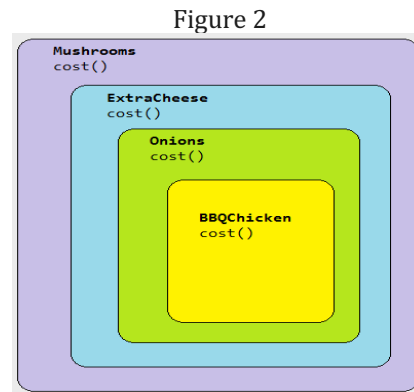 Figure 2
Mushrooms
cost()
ExtraCheese
cost()
Onions
cost()
BBQChicken
cost()